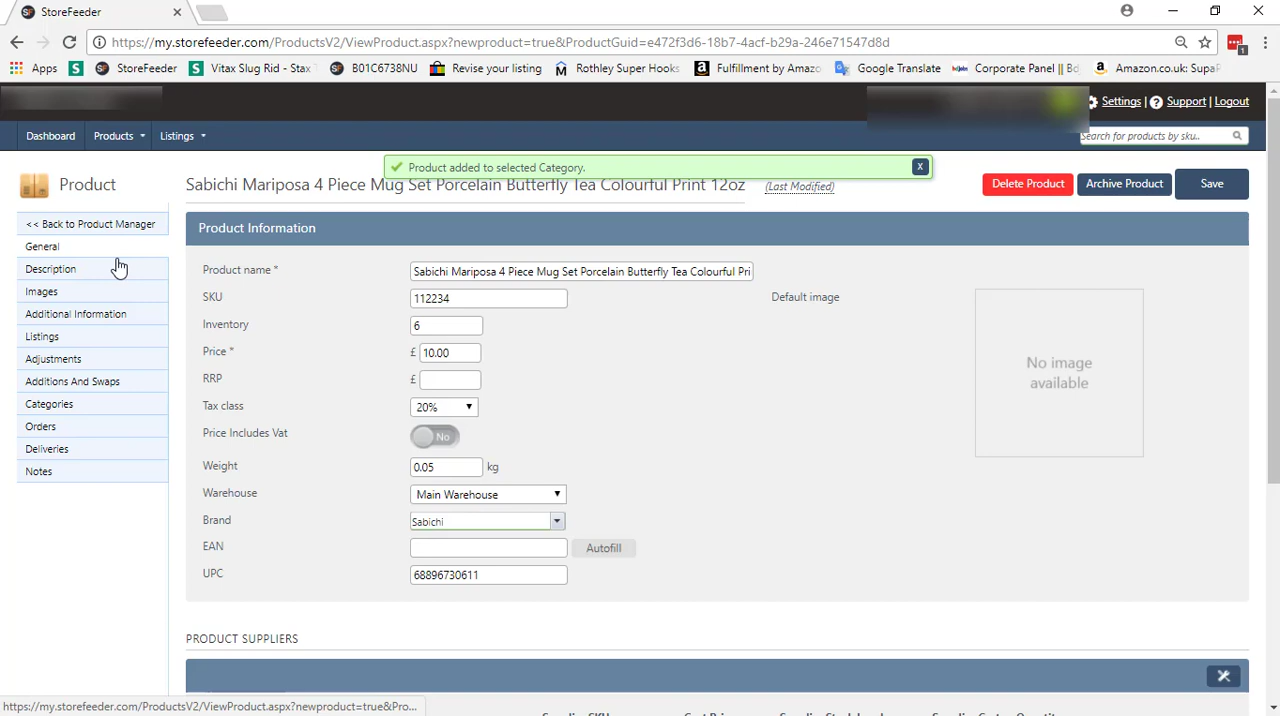 StoreFeeder
https://my.storefeeder.com/ProductsV2/ViewProduct.aspx?newproduct=true&ProductGuid=e472f3d6-18b7-4acf-b29a-246e71547d8d
Apps StoreFeeder Vitax Slug Rid - Stax B01C6738NU Revise your listing Rothley Super Hooks Fulfillment by Amazo Google Translate Corporate Panel || Bo Amazon.co.uk: SupaF
1
Settings | Support | Logout
Dashboard Products Listings
Search for products by sku..
Product added to selected Category. X
Product
Sabichi Mariposa 4 Piece Mug Set Porcelain Butterfly Tea Colourful Print 12oz (Last Modified)
Delete Product Archive Product Save
<< Back to Product Manager
General
Description
Images
Additional Information
Listings
Adjustments
Additions And Swaps
Categories
Orders
Deliveries
Notes
Product Information
Product name * Sabichi Mariposa 4 Piece Mug Set Porcelain Butterfly Tea Colourful Pri
SKU 112234
Default image
No image
available
Inventory 6
Price * £ 10.00
RRP £
Tax class 20%
Price Includes Vat No
Weight 0.05 kg
Warehouse Main Warehouse
Brand Sabichi
EAN Autofill
UPC 68896730611
PRODUCT SUPPLIERS
https://my.storefeeder.com/ProductsV2/ViewProduct.aspx?newproduct=true&Pro...